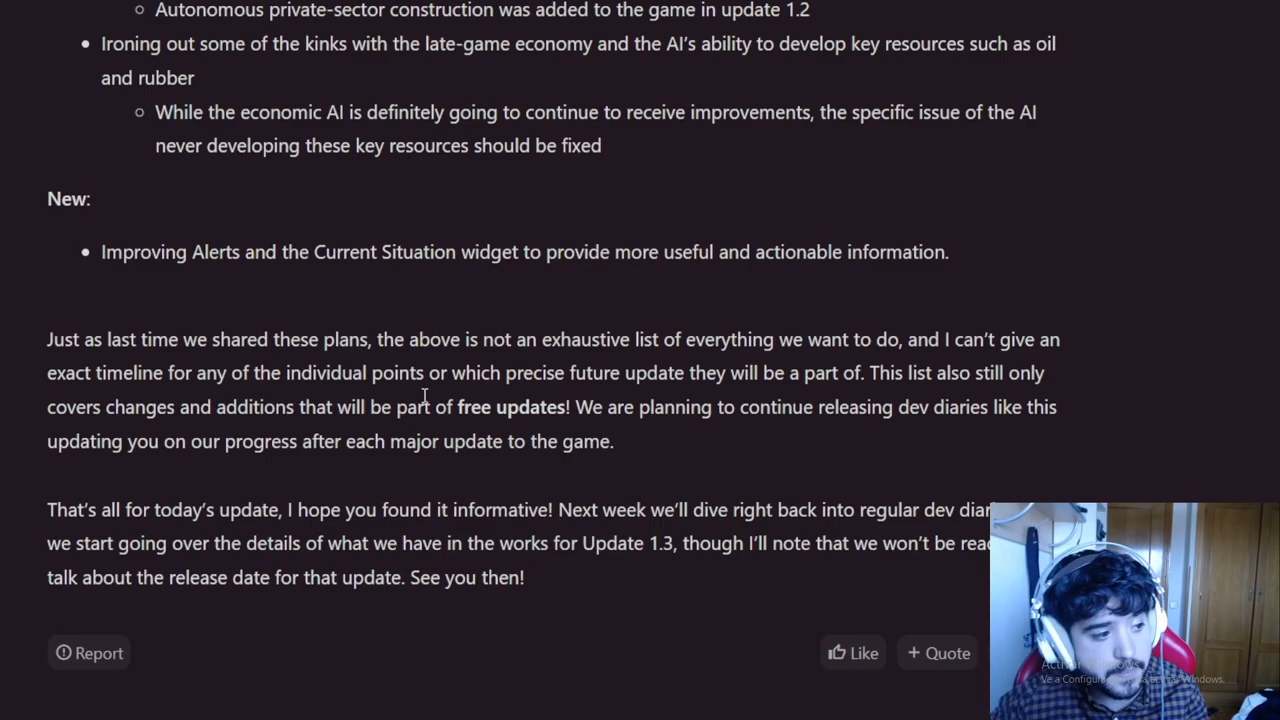 Autonomous private-sector construction was added to the game in update 1.2
Ironing out some of the kinks with the late-game economy and the AI's ability to develop key resources such as oil
and rubber
While the economic AI is definitely going to continue to receive improvements, the specific issue of the AI
never developing these key resources should be fixed
New:
Improving Alerts and the Current Situation widget to provide more useful and actionable information.
Just as last time we shared these plans, the above is not an exhaustive list of everything we want to do, and I can't give an
exact timeline for any of the individual points or which precise future update they will be a part of. This list also still only
covers changes and additions that will be part of free updates! We are planning to continue releasing dev diaries like this
updating you on our progress after each major update to the game.
That's all for today's update, I hope you found it informative! Next week we'll dive right back into regular dev
we start going over the details of what we have in the works for Update 1.3, though I'll note that we won't be
talk about the release date for that update. See you then!
Report
Like
+ Quote
Activar Windows
Ve a Configuración para activar Windows.